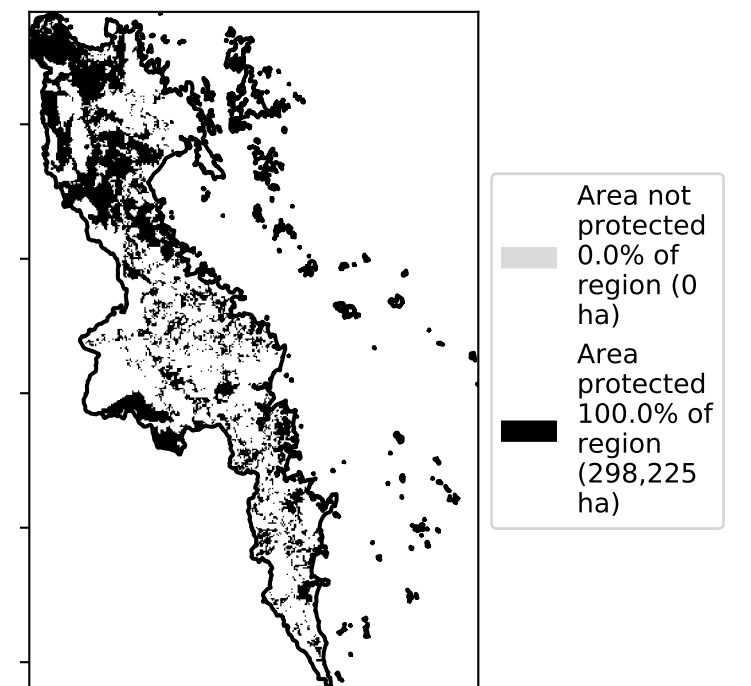 Area not
protected
0.0% of
region (0
ha)
Area
protected
100.0% of
region
(298,225
ha)